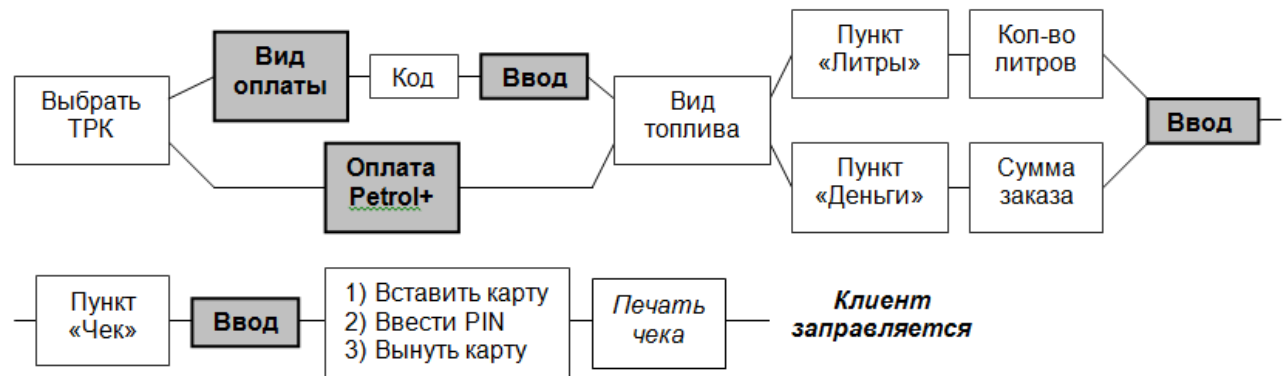 Выбрать
ТРК
Вид
оплаты
Код
Ввод
Оплата
Petrol+
Вид
топлива
Пункт
«Литры»
Кол-во
литров
Пункт
«Деньги»
Сумма
заказа
Ввод
Пункт
«Чек»
Ввод
1) Вставить карту
2) Ввести PIN
3) Вынуть карту
Печать
чека
Клиент
заправляется